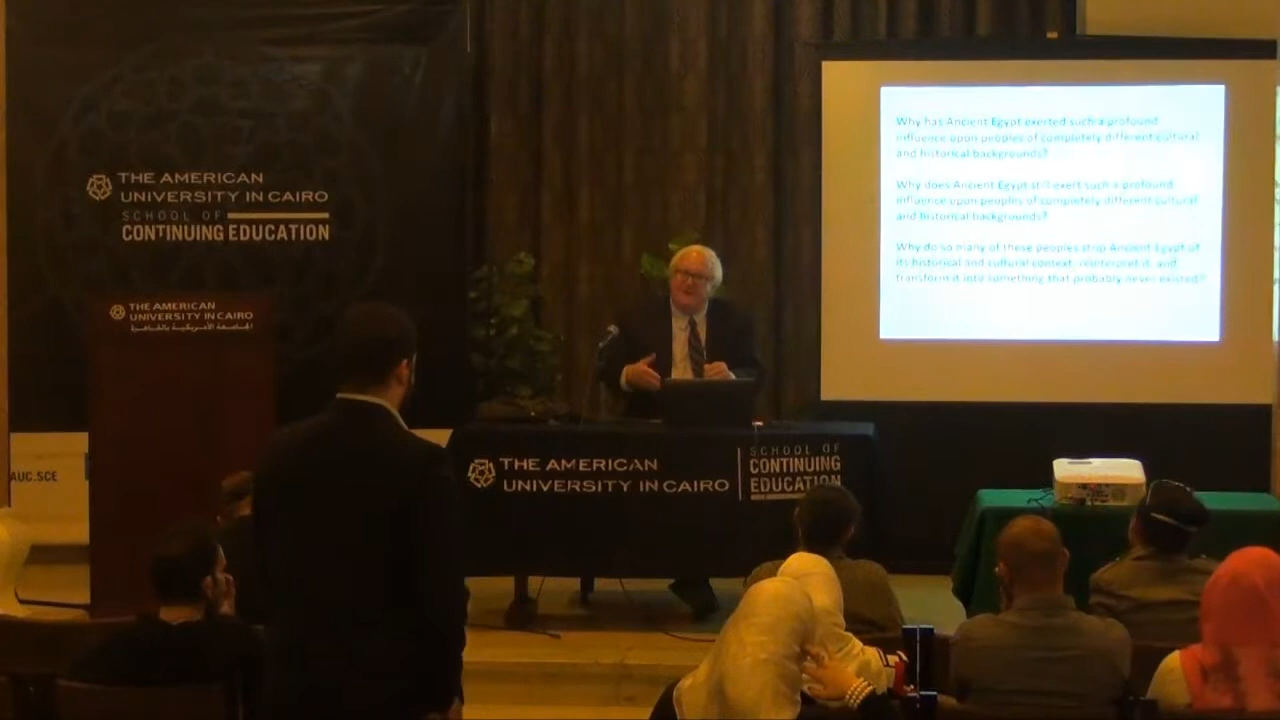 THE AMERICAN
UNIVERSITY IN CAIRO
SCHOOL OF
CONTINUING EDUCATION
THE AMERICAN
UNIVERSITY IN CAIRO
الجامعة الأمريكية بالقاهرة
AUC.SCE
THE AMERICAN
UNIVERSITY IN CAIRO
SCHOOL OF
CONTINUING
EDUCATION
Why has Ancient Egypt exerted such a profound
influence upon peoples of completely different cultural
and historical backgrounds?
Why does Ancient Egypt still exert such a profound
influence upon peoples of completely different cultural
and historical backgrounds?
Why do so many of these peoples strip Ancient Egypt of
its historical and cultural context, reinterpret it, and
transform it into something that probably never existed?